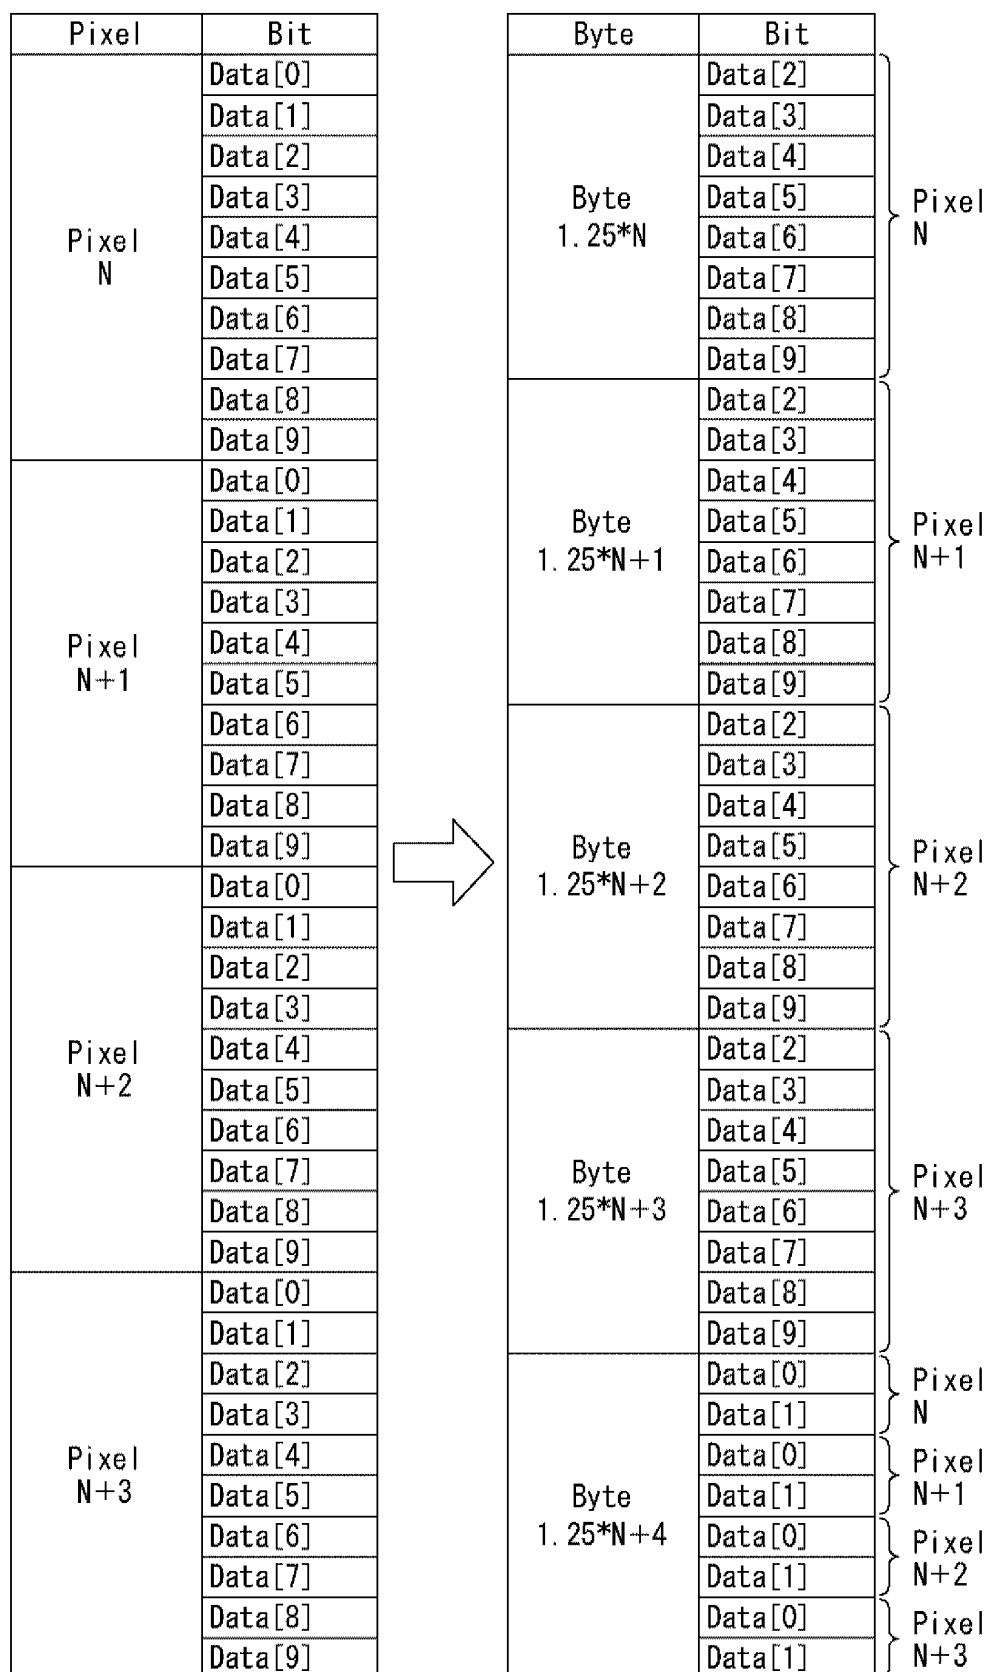 Pixel Bit
Pixel
N
Data[0]
Data[1]
Data[2]
Data[3]
Data[4]
Data[5]
Data[6]
Data[7]
Data[8]
Data[9]
Pixel
N+1
Data[0]
Data[1]
Data[2]
Data[3]
Data[4]
Data[5]
Data[6]
Data[7]
Data[8]
Data[9]
Pixel
N+2
Data[0]
Data[1]
Data[2]
Data[3]
Data[4]
Data[5]
Data[6]
Data[7]
Data[8]
Data[9]
Pixel
N+3
Data[0]
Data[1]
Data[2]
Data[3]
Data[4]
Data[5]
Data[6]
Data[7]
Data[8]
Data[9]
Byte Bit
Byte
1.25*N
Data[2]
Data[3]
Data[4]
Data[5]
Data[6]
Data[7]
Data[8]
Data[9]
Pixel
N
Byte
1.25*N+1
Data[2]
Data[3]
Data[4]
Data[5]
Data[6]
Data[7]
Data[8]
Data[9]
Pixel
N+1
Byte
1.25*N+2
Data[2]
Data[3]
Data[4]
Data[5]
Data[6]
Data[7]
Data[8]
Data[9]
Pixel
N+2
Byte
1.25*N+3
Data[2]
Data[3]
Data[4]
Data[5]
Data[6]
Data[7]
Data[8]
Data[9]
Pixel
N+3
Byte
1.25*N+4
Data[0]
Data[1]
Pixel
N
Data[0]
Data[1]
Pixel
N+1
Data[0]
Data[1]
Pixel
N+2
Data[0]
Data[1]
Pixel
N+3